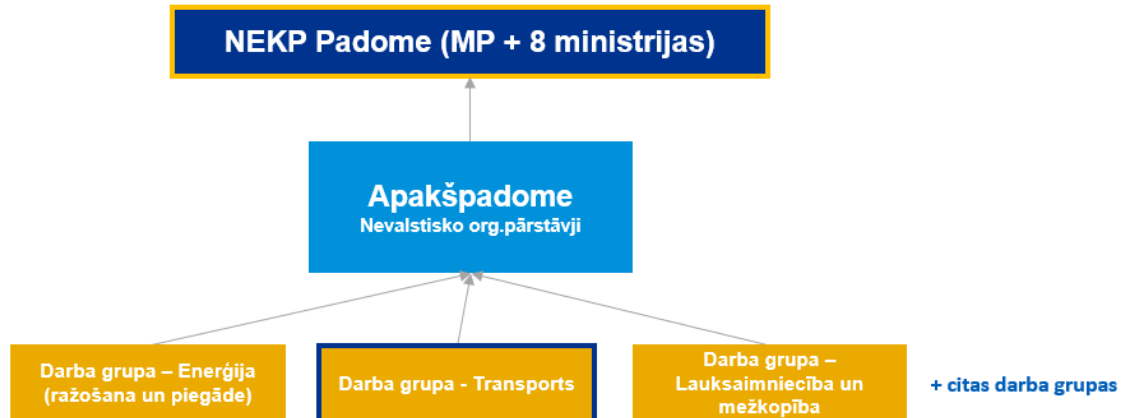 NEKP Padome (MP + 8 ministrijas)
Apakšpadome
Nevalstisko org.pārstāvji
Darba grupa – Enerģija
(ražošana un piegāde)
Darba grupa - Transports
Darba grupa –
Lauksaimniecība un
mežkopība
+ citas darba grupas